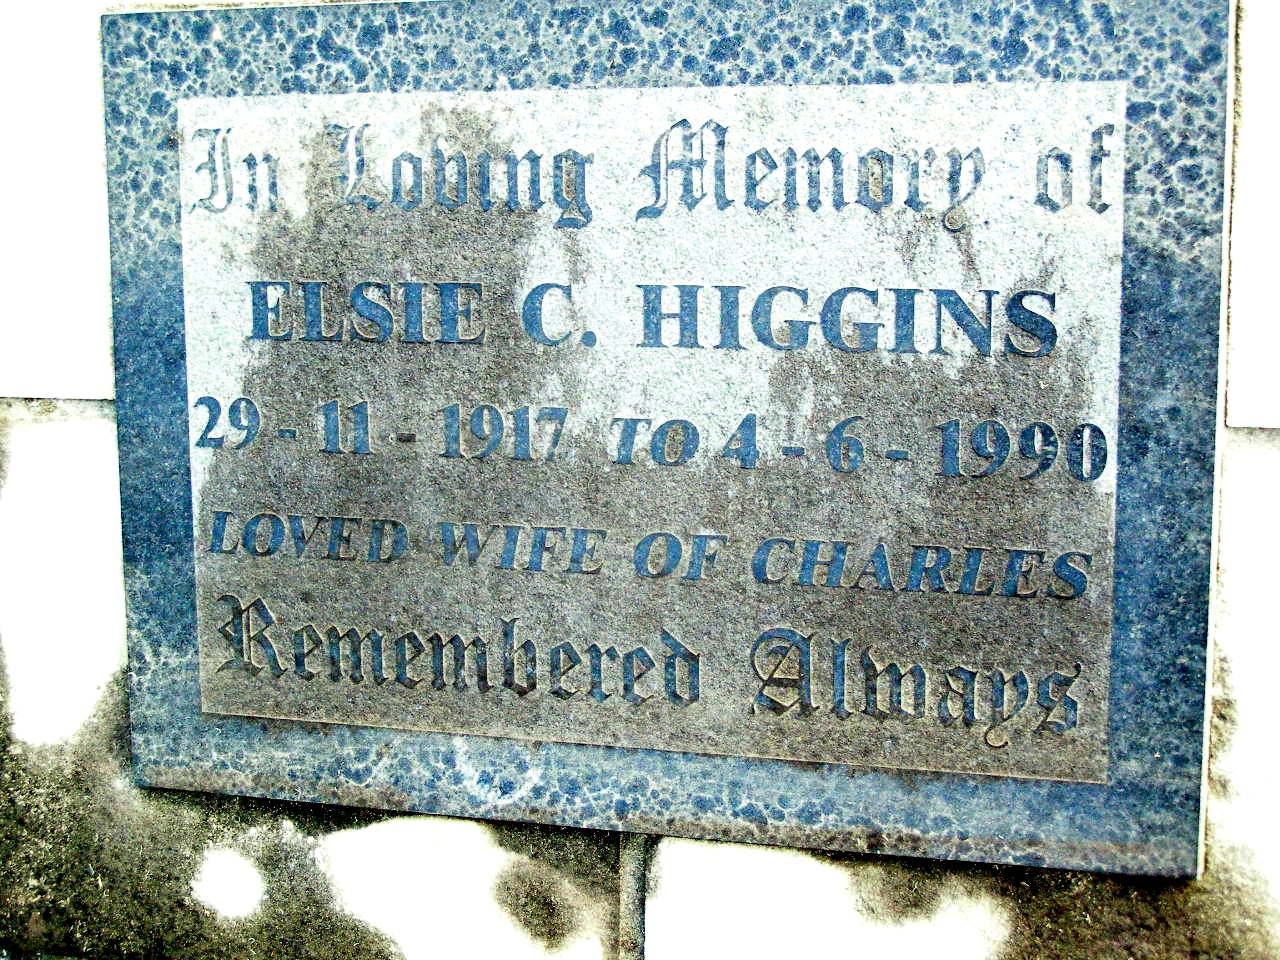 In Loving Memory of
ELSIE C. HIGGINS
29 - 11 - 1917 TO 4 - 6 - 1990
LOVED WIFE OF CHARLES
Remembered Always